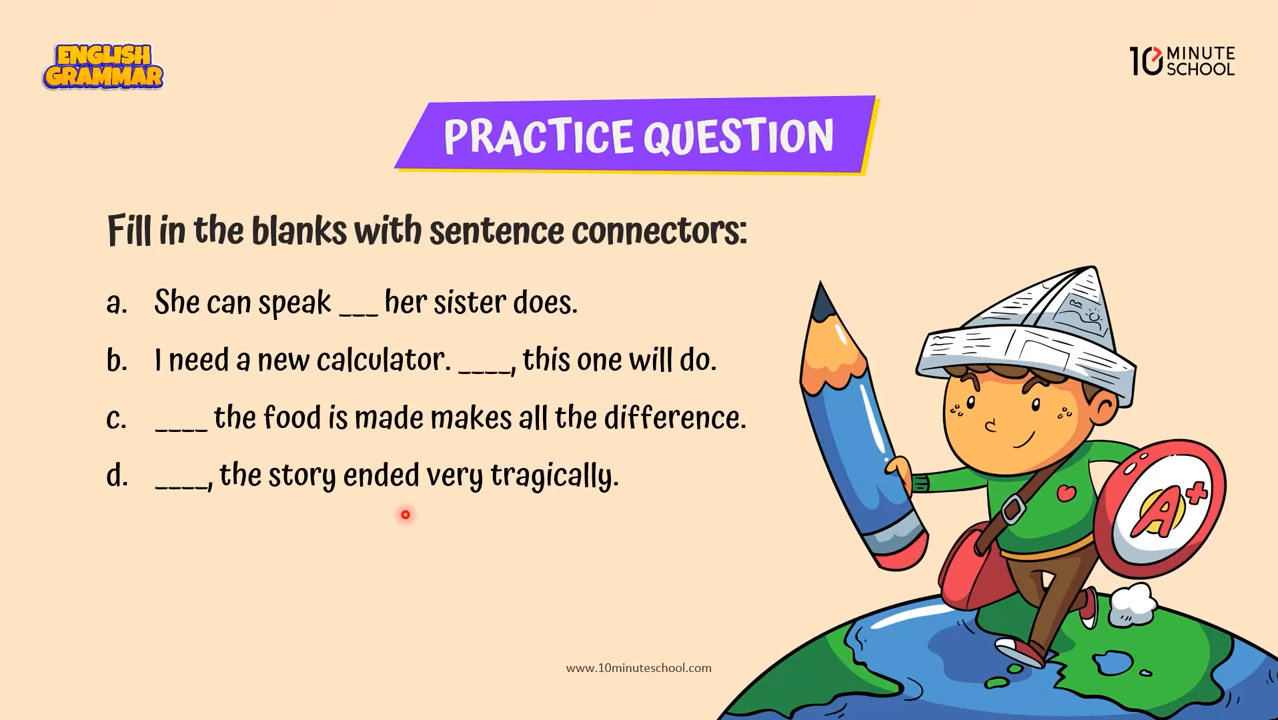 ENGLISH
GRAMMAR
10 MINUTE
SCHOOL
PRACTICE QUESTION
Fill in the blanks with sentence connectors:
a. She can speak ___ her sister does.
b. I need a new calculator. ____, this one will do.
c. ____ the food is made makes all the difference.
d. ____, the story ended very tragically.
A+
www.10minuteschool.com